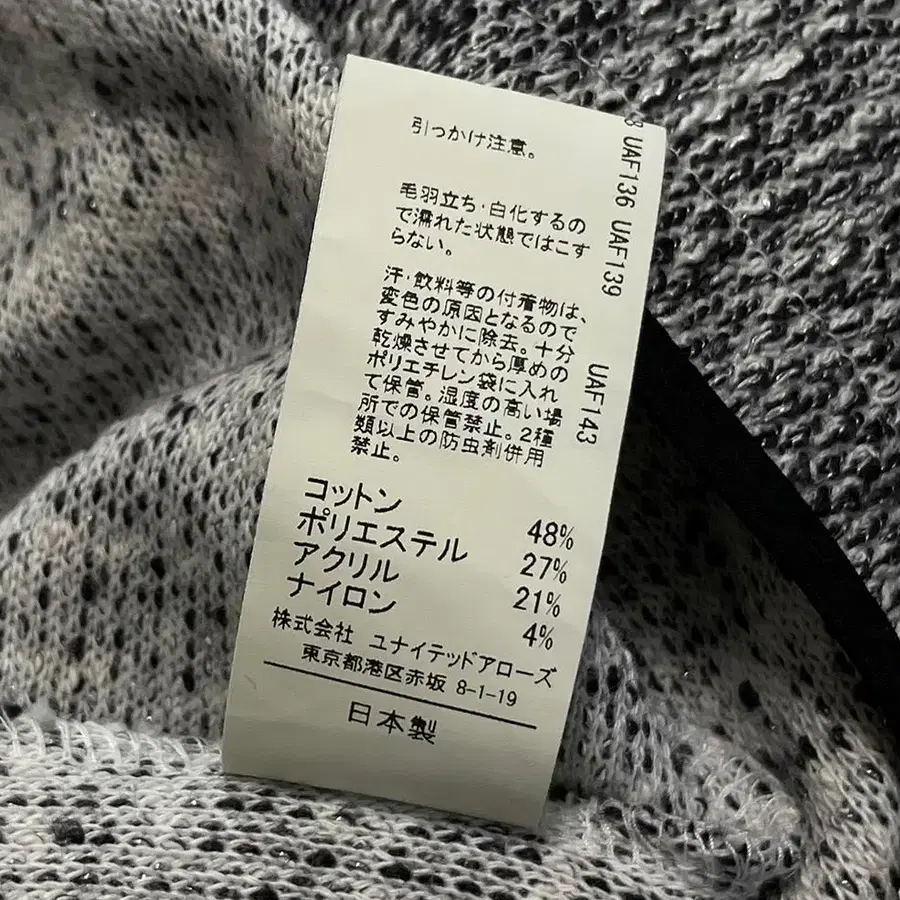 引っかけ注意。
毛羽立ち・白化するの
で濡れた状態ではこす
らない。
汗・飲料等の付着物は、
変色の原因となるので
すみやかに除去。十分
乾燥させてから厚めの
ポリエチレン袋に入れ
て保管。湿度の高い場
所での保管禁止。2種
類以上の防虫剤併用
禁止。
コットン 48%
ポリエステル 27%
アクリル 21%
ナイロン 4%
株式会社 ユナイテッドアローズ
東京都港区赤坂 8-1-19
日本製
8 UAF136 UAF139
UAF143